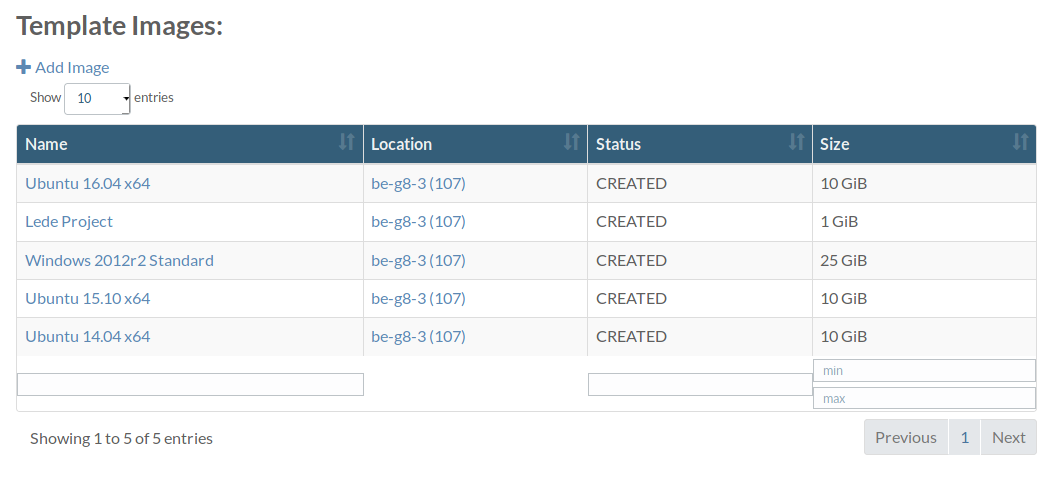 Template Images:
Add Image
Show 10 entries
Name Location Status Size
Ubuntu 16.04 x64 be-g8-3 (107) CREATED 10 GiB
Lede Project be-g8-3 (107) CREATED 1 GiB
Windows 2012r2 Standard be-g8-3 (107) CREATED 25 GiB
Ubuntu 15.10 x64 be-g8-3 (107) CREATED 10 GiB
Ubuntu 14.04 x64 be-g8-3 (107) CREATED 10 GiB
min
max
Showing 1 to 5 of 5 entries Previous 1 Next